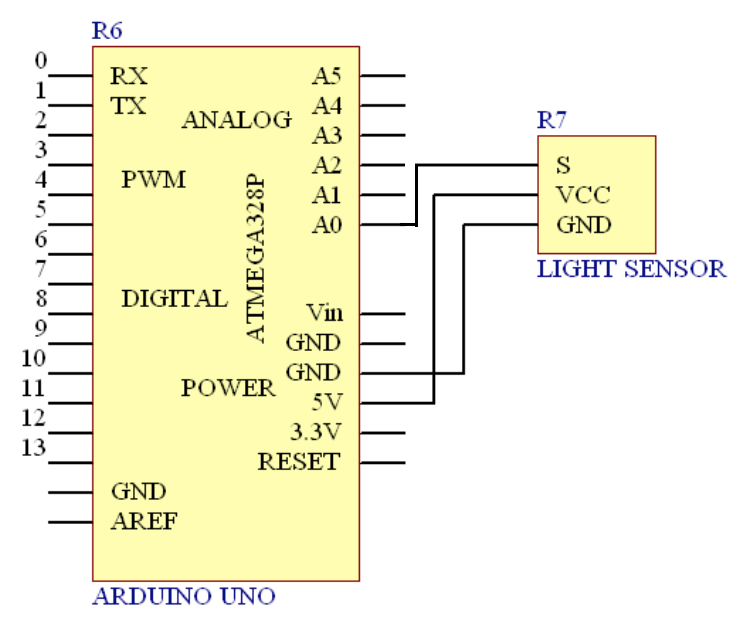 R6
0
1
2
3
4
5
6
7
8
9
10
11
12
13
RX
TX
GND
AREF
ANALOG
PWM
ATMEGA328P
DIGITAL
POWER
A5
A4
A3
A2
A1
A0
Vin
GND
GND
5V
3.3V
RESET
ARDUINO UNO
R7
S
VCC
GND
LIGHT SENSOR